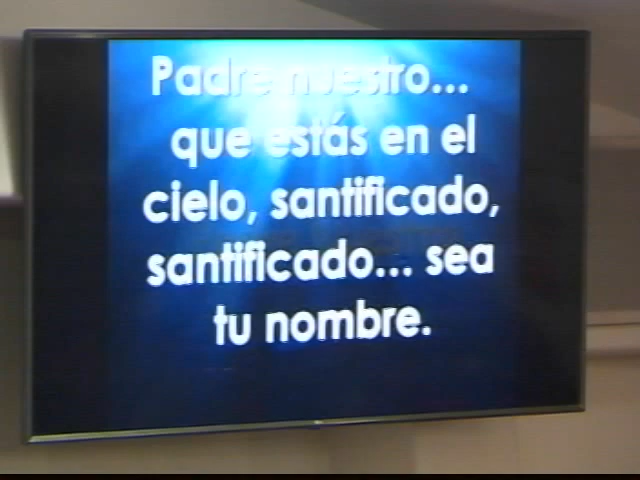 Padre nuestro...
que estás en el
cielo, santificado,
santificado... sea
tu nombre.